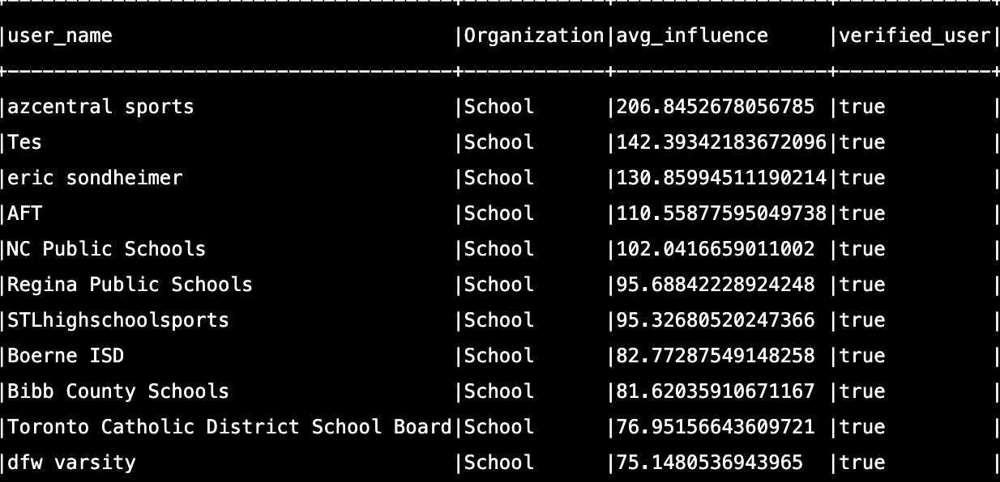 |user_name                             |Organization|avg_influence     |verified_user|
+--------------------------------------+------------+------------------+-------------+
|azcentral sports                      |School      |206.8452678056785 |true         |
|Tes                                   |School      |142.39342183672096|true         |
|eric sondheimer                       |School      |130.85994511190214|true         |
|AFT                                   |School      |110.55877595049738|true         |
|NC Public Schools                     |School      |102.0416659011002 |true         |
|Regina Public Schools                 |School      |95.68842228924248 |true         |
|STLhighschoolsports                   |School      |95.32680520247366 |true         |
|Boerne ISD                            |School      |82.77287549148258 |true         |
|Bibb County Schools                   |School      |81.62035910671167 |true         |
|Toronto Catholic District School Board|School      |76.95156643609721 |true         |
|dfw varsity                           |School      |75.1480536943965  |true         |